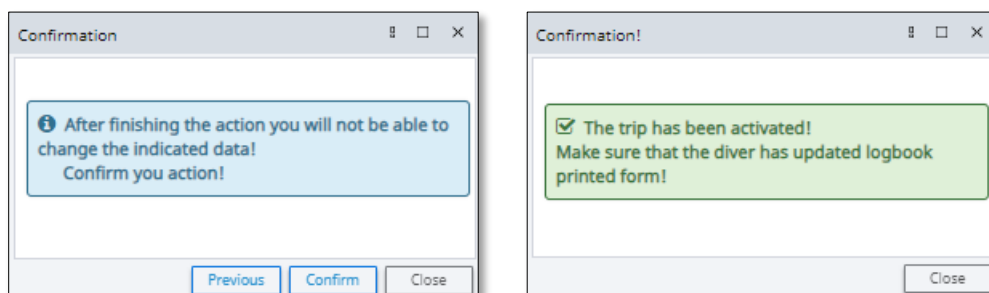 Confirmation
After finishing the action you will not be able to
change the indicated data!
Confirm you action!
Previous Confirm Close
Confirmation!
The trip has been activated!
Make sure that the diver has updated logbook
printed form!
Close